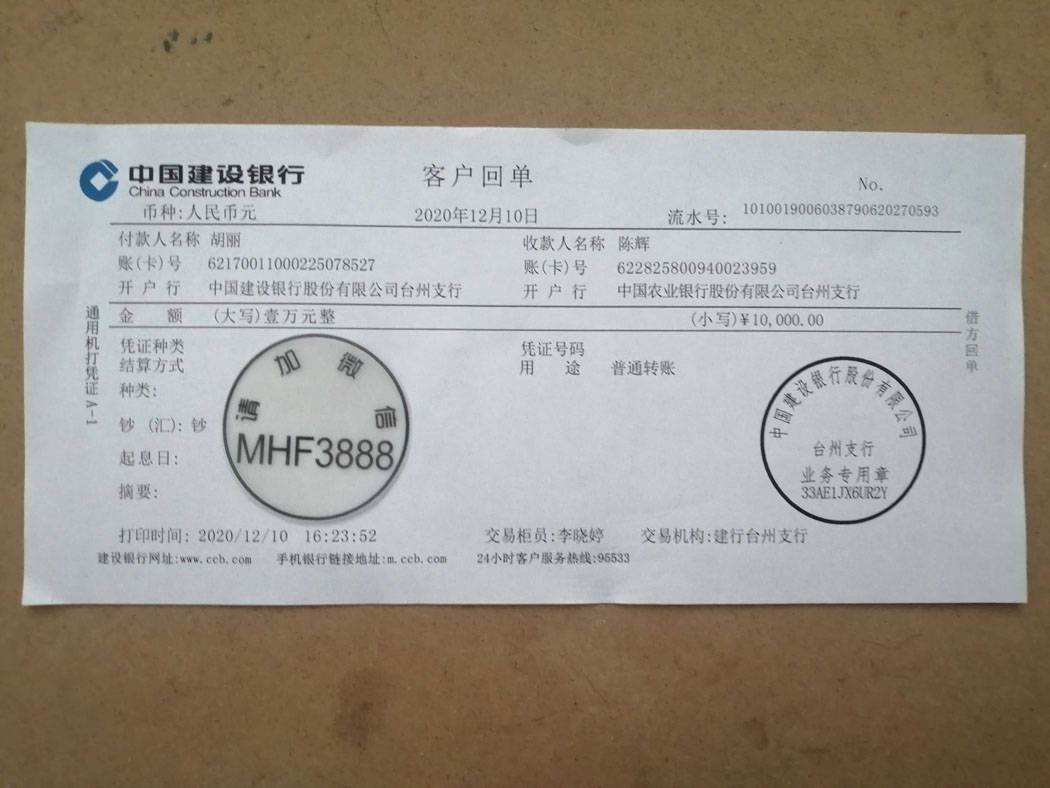 中国建设银行
China Construction Bank
客户回单
No.
币种:人民币元
2020年12月10日
流水号: 1010019006038790620270593
付款人名称 胡丽
收款人名称 陈辉
账(卡)号 62170011000225078527
账(卡)号 622825800940023959
开户行 中国建设银行股份有限公司台州支行
开户行 中国农业银行股份有限公司台州支行
金额 (大写)壹万元整
(小写)¥10,000.00
凭证种类
凭证号码
结算方式
用途 普通转账
种类:
钞 (汇): 钞
起息日:
摘要:
请加微信
MHF3888
中国建设银行股份有限公司
台州支行
业务专用章
33AE1JX6UR2Y
打印时间: 2020/12/10 16:23:52
交易柜员:李晓婷
交易机构:建行台州支行
建设银行网址:www.ccb.com
手机银行链接地址:m.ccb.com
24小时客户服务热线:95533
通用机打凭证 A-1
借方回单